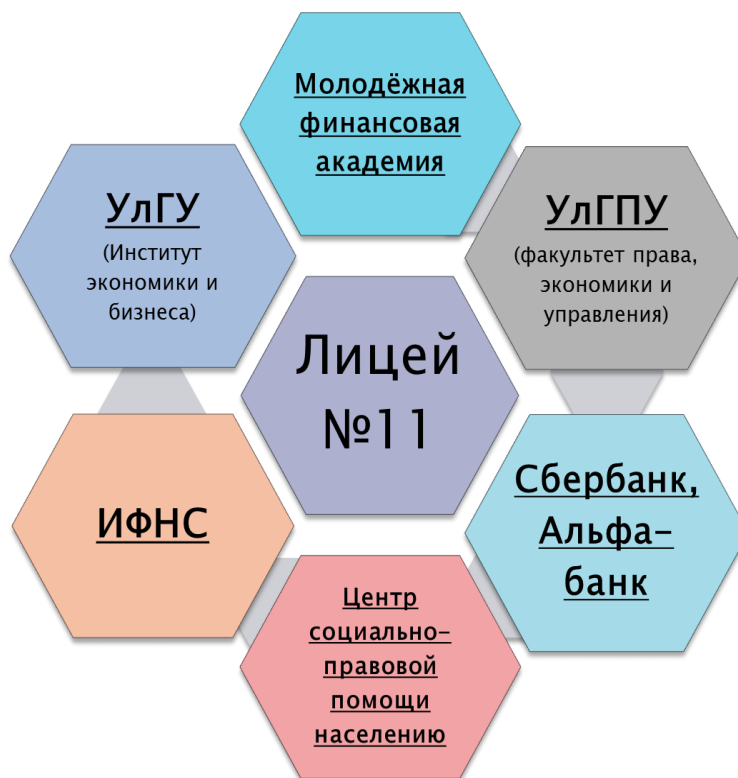 Молодёжная
финансовая
академия
УлГУ
(Институт
экономики и
бизнеса)
УлГПУ
(факультет права,
экономики и
управления)
Лицей
№11
ИФНС
Сбербанк,
Альфа-
банк
Центр
социально-
правовой
помощи
населению